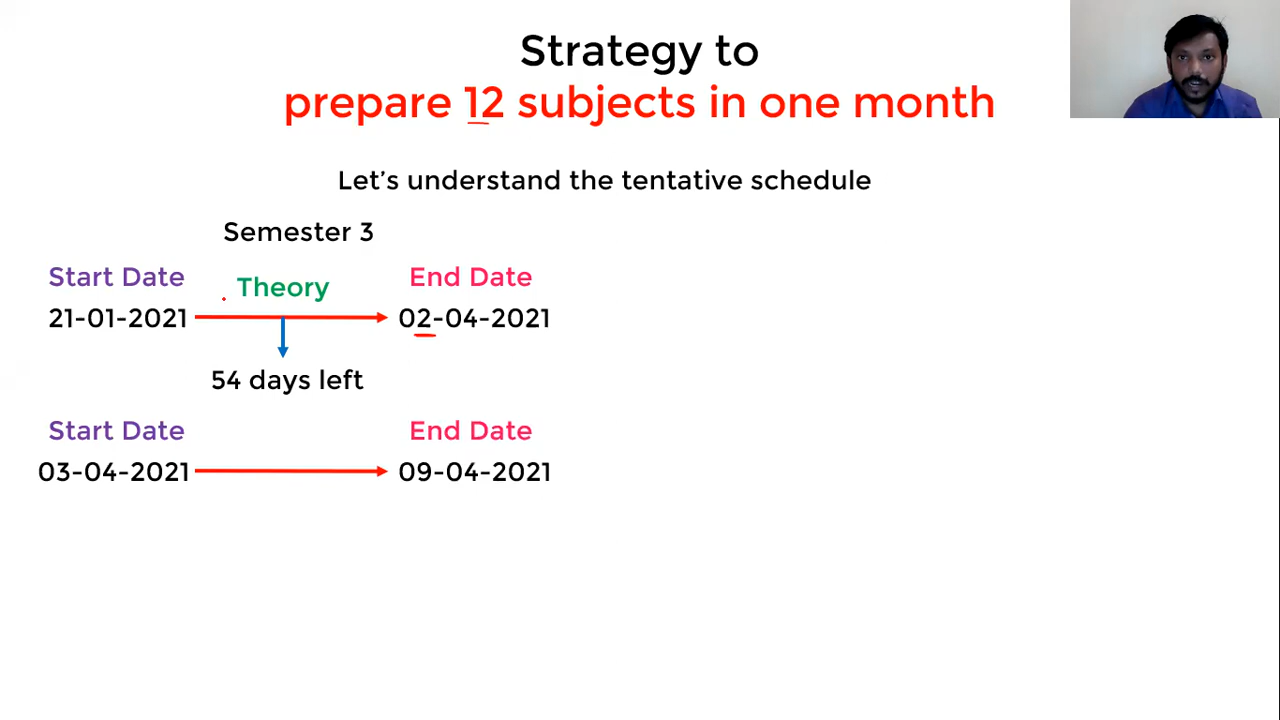 Strategy to
prepare 12 subjects in one month
Let's understand the tentative schedule
Semester 3
Start Date
Theory
End Date
21-01-2021
02-04-2021
54 days left
Start Date
End Date
03-04-2021
09-04-2021